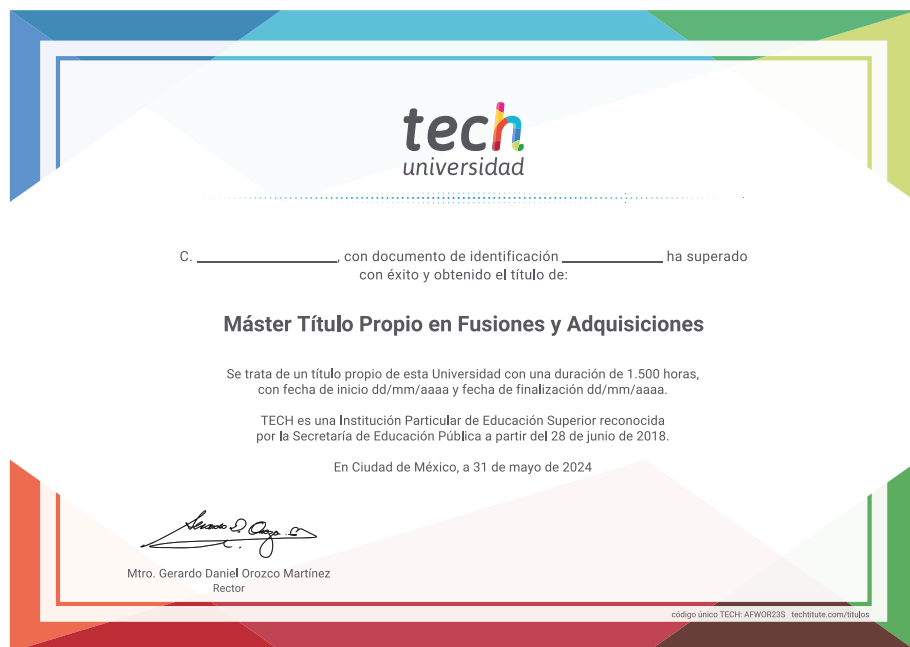 tech
universidad
C. ____________, con documento de identificación ____________ ha superado
con éxito y obtenido el título de:
Máster Título Propio en Fusiones y Adquisiciones
Se trata de un título propio de esta Universidad con una duración de 1.500 horas,
con fecha de inicio dd/mm/aaaa y fecha de finalización dd/mm/aaaa.
TECH es una Institución Particular de Educación Superior reconocida
por la Secretaría de Educación Pública a partir del 28 de junio de 2018.
En Ciudad de México, a 31 de mayo de 2024
Mtro. Gerardo Daniel Orozco Martínez
Rector
código único TECH: AFWOR23S techtitute.com/titulos